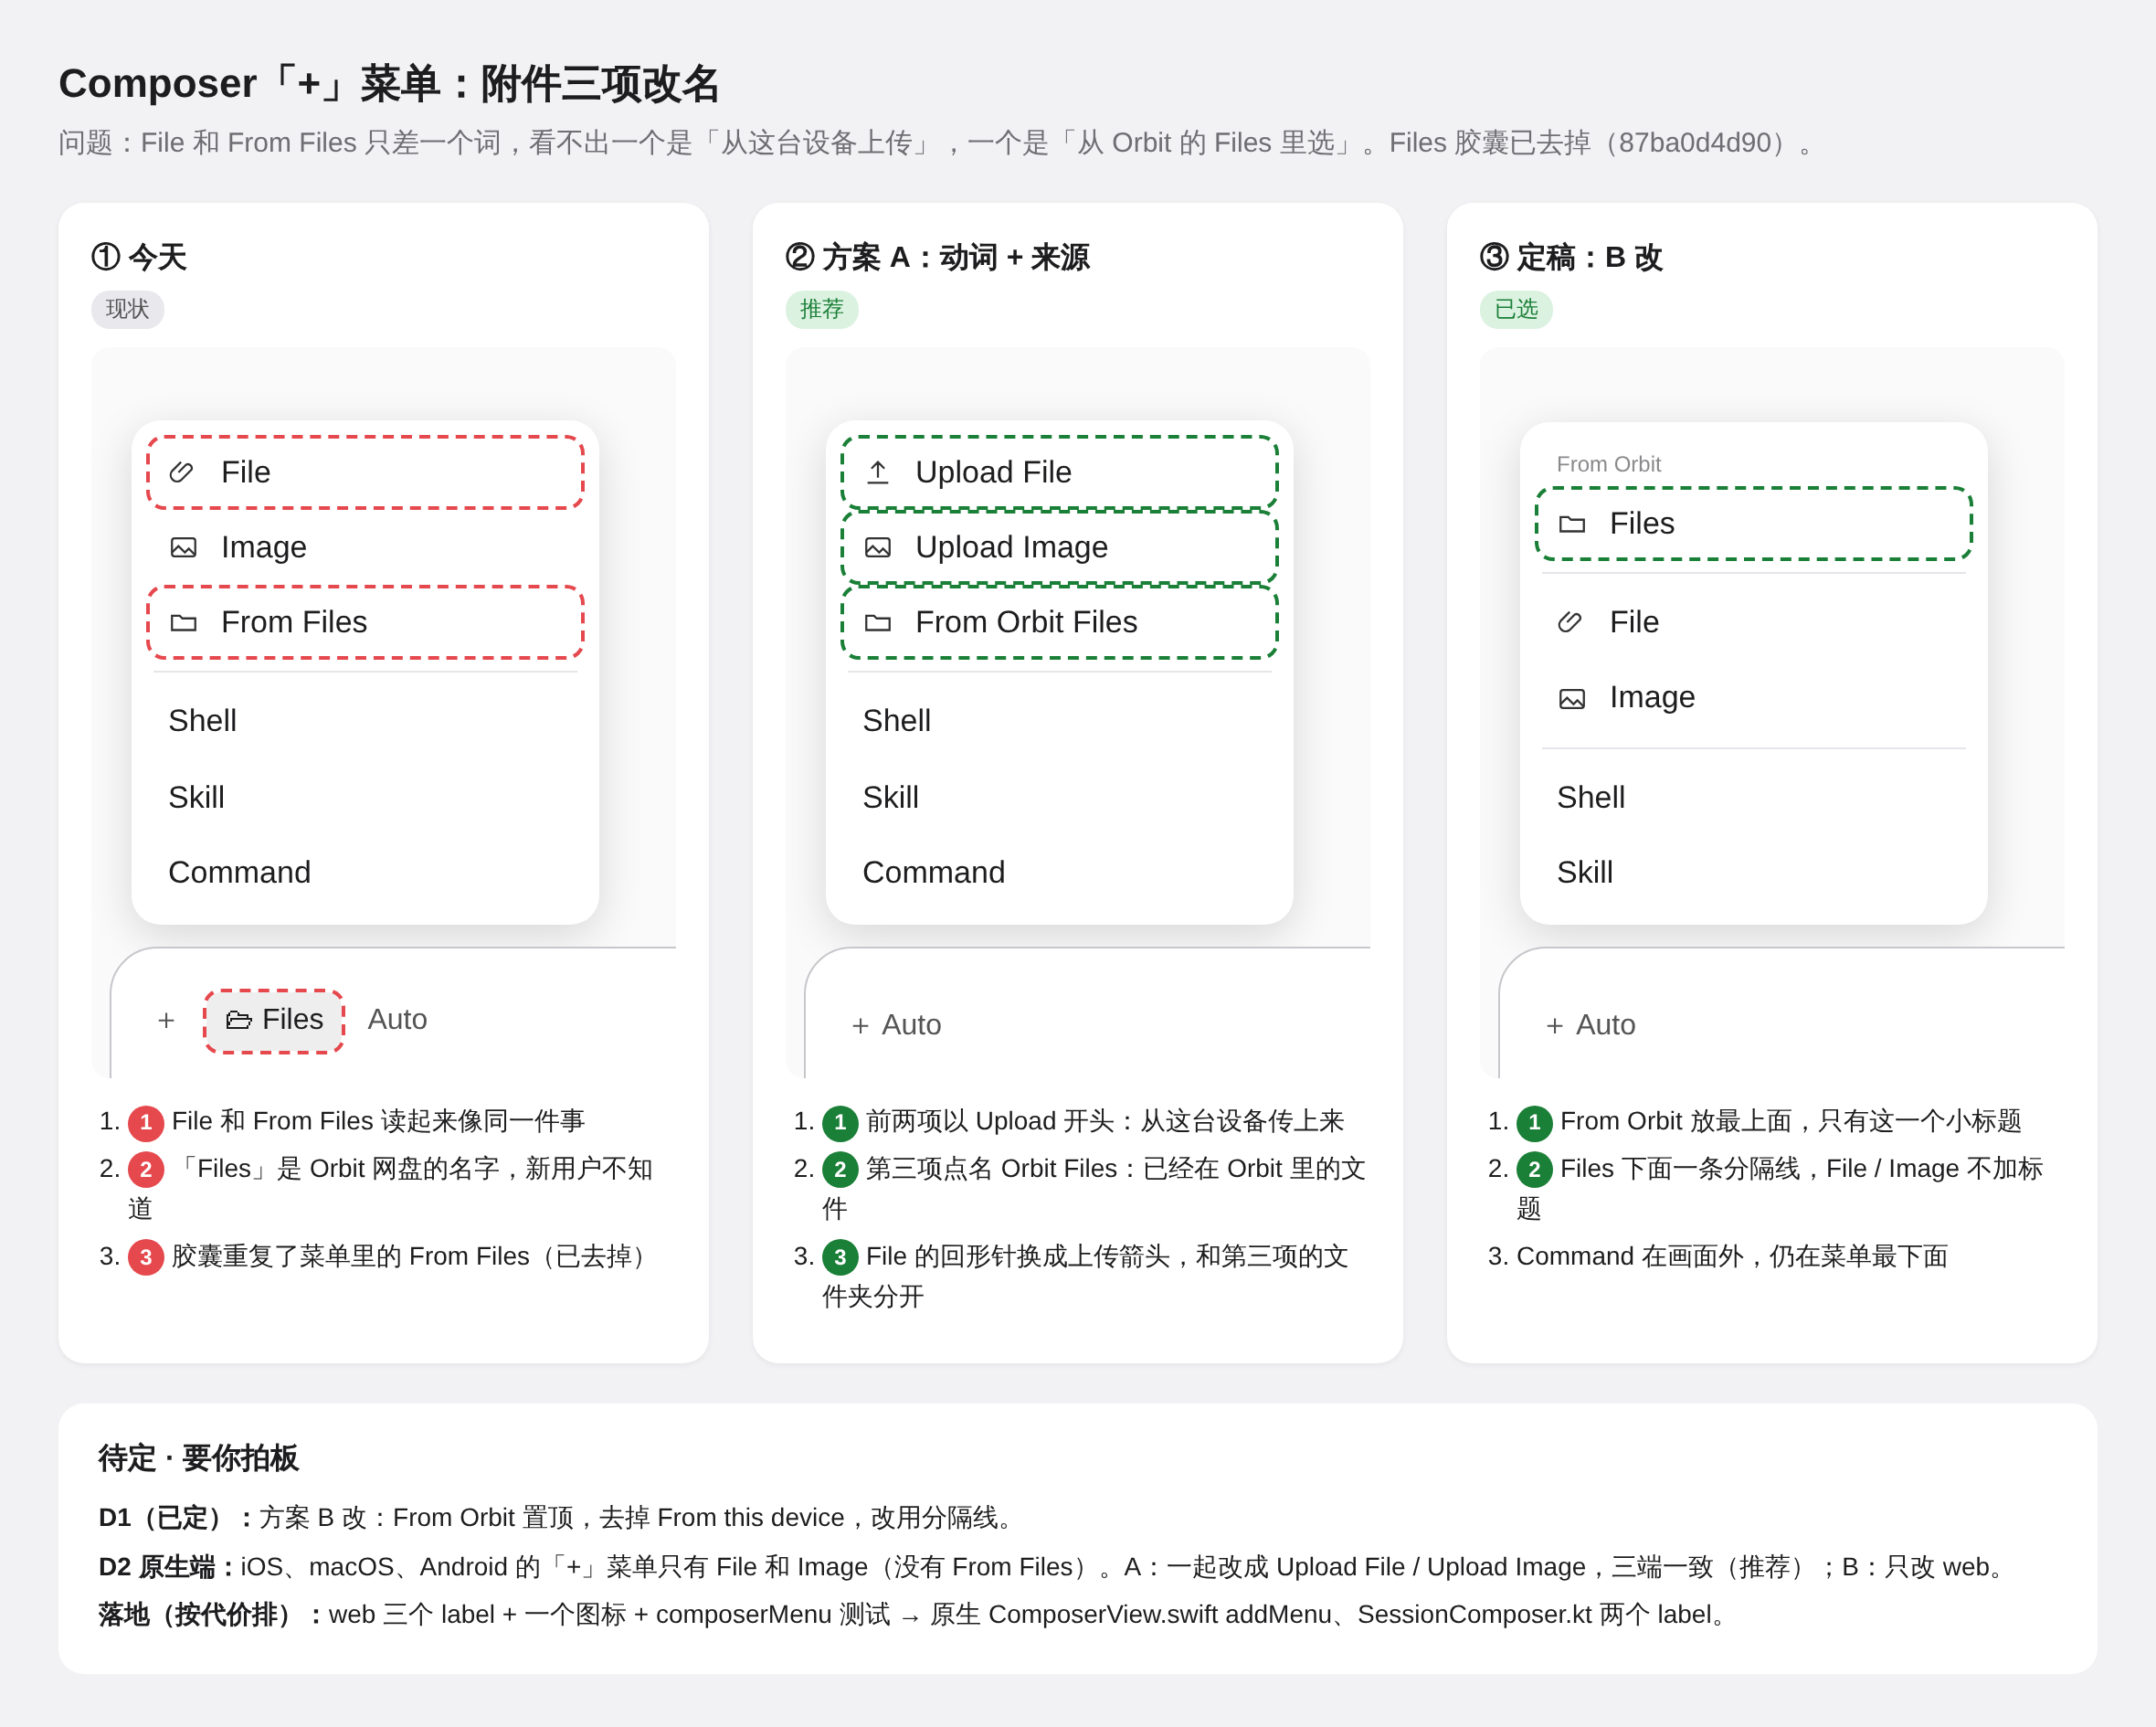 Composer「+」菜单：附件三项改名
问题：File 和 From Files 只差一个词，看不出一个是「从这台设备上传」，一个是「从 Orbit 的 Files 里选」。Files 胶囊已去掉（87ba0d4d90）。
① 今天
现状
File
Image
From Files
Shell
Skill
Command
+ Files Auto
1. 1 File 和 From Files 读起来像同一件事
2. 2 「Files」是 Orbit 网盘的名字，新用户不知
道
3. 3 胶囊重复了菜单里的 From Files（已去掉）
② 方案 A：动词 + 来源
推荐
Upload File
Upload Image
From Orbit Files
Shell
Skill
Command
+ Auto
1. 1 前两项以 Upload 开头：从这台设备传上来
2. 2 第三项点名 Orbit Files：已经在 Orbit 里的文
件
3. 3 File 的回形针换成上传箭头，和第三项的文
件夹分开
③ 定稿：B 改
已选
From Orbit
Files
File
Image
Shell
Skill
+ Auto
1. 1 From Orbit 放最上面，只有这一个小标题
2. 2 Files 下面一条分隔线，File / Image 不加标
题
3. Command 在画面外，仍在菜单最下面
待定 · 要你拍板
D1（已定）：方案 B 改：From Orbit 置顶，去掉 From this device，改用分隔线。
D2 原生端：iOS、macOS、Android 的「+」菜单只有 File 和 Image（没有 From Files）。A：一起改成 Upload File / Upload Image，三端一致（推荐）；B：只改 web。
落地（按代价排）：web 三个 label + 一个图标 + composerMenu 测试 → 原生 ComposerView.swift addMenu、SessionComposer.kt 两个 label。